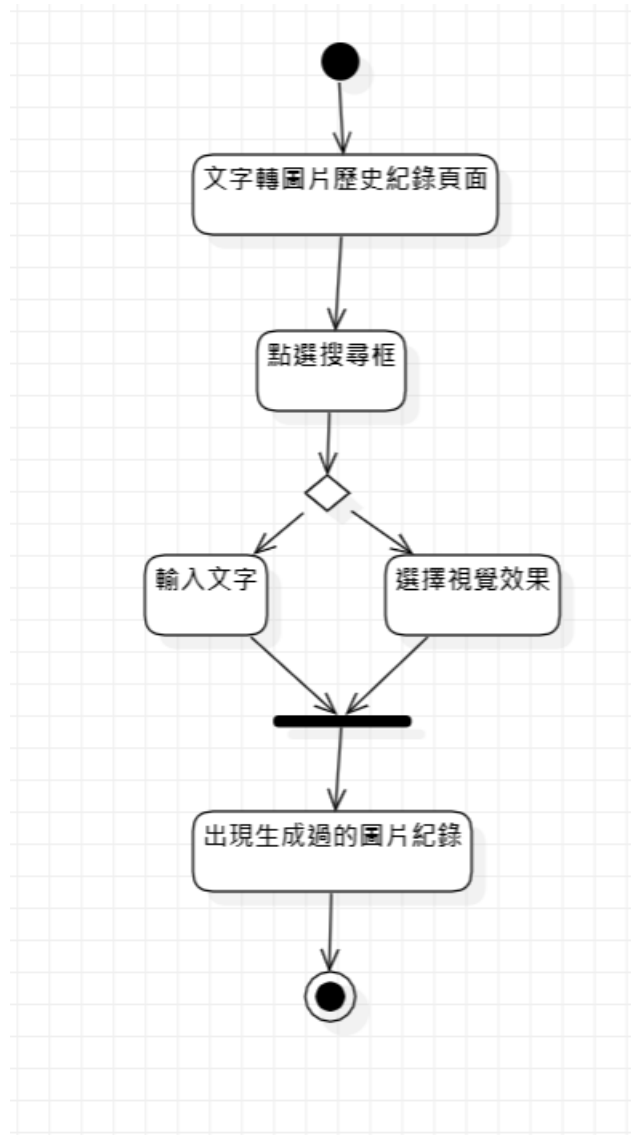 文字轉圖片歷史紀錄頁面
點選搜尋框
輸入文字
選擇視覺效果
出現生成過的圖片紀錄